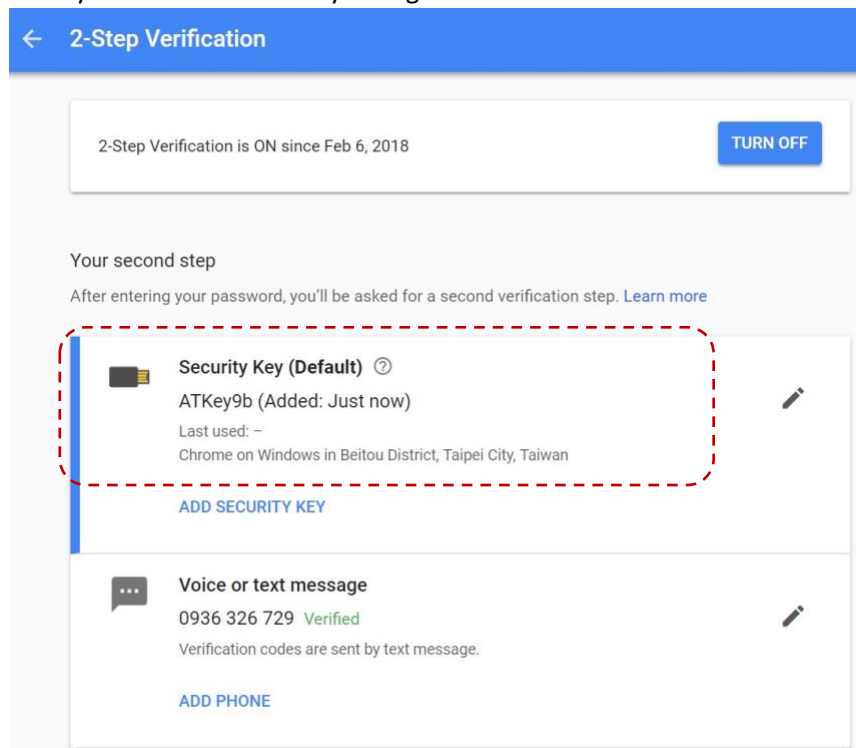 2-Step Verification
2-Step Verification is ON since Feb 6, 2018
TURN OFF
Your second step
After entering your password, you'll be asked for a second verification step. Learn more
Security Key (Default)
ATKey9b (Added: Just now)
Last used: –
Chrome on Windows in Beitou District, Taipei City, Taiwan
ADD SECURITY KEY
Voice or text message
0936 326 729 Verified
Verification codes are sent by text message.
ADD PHONE